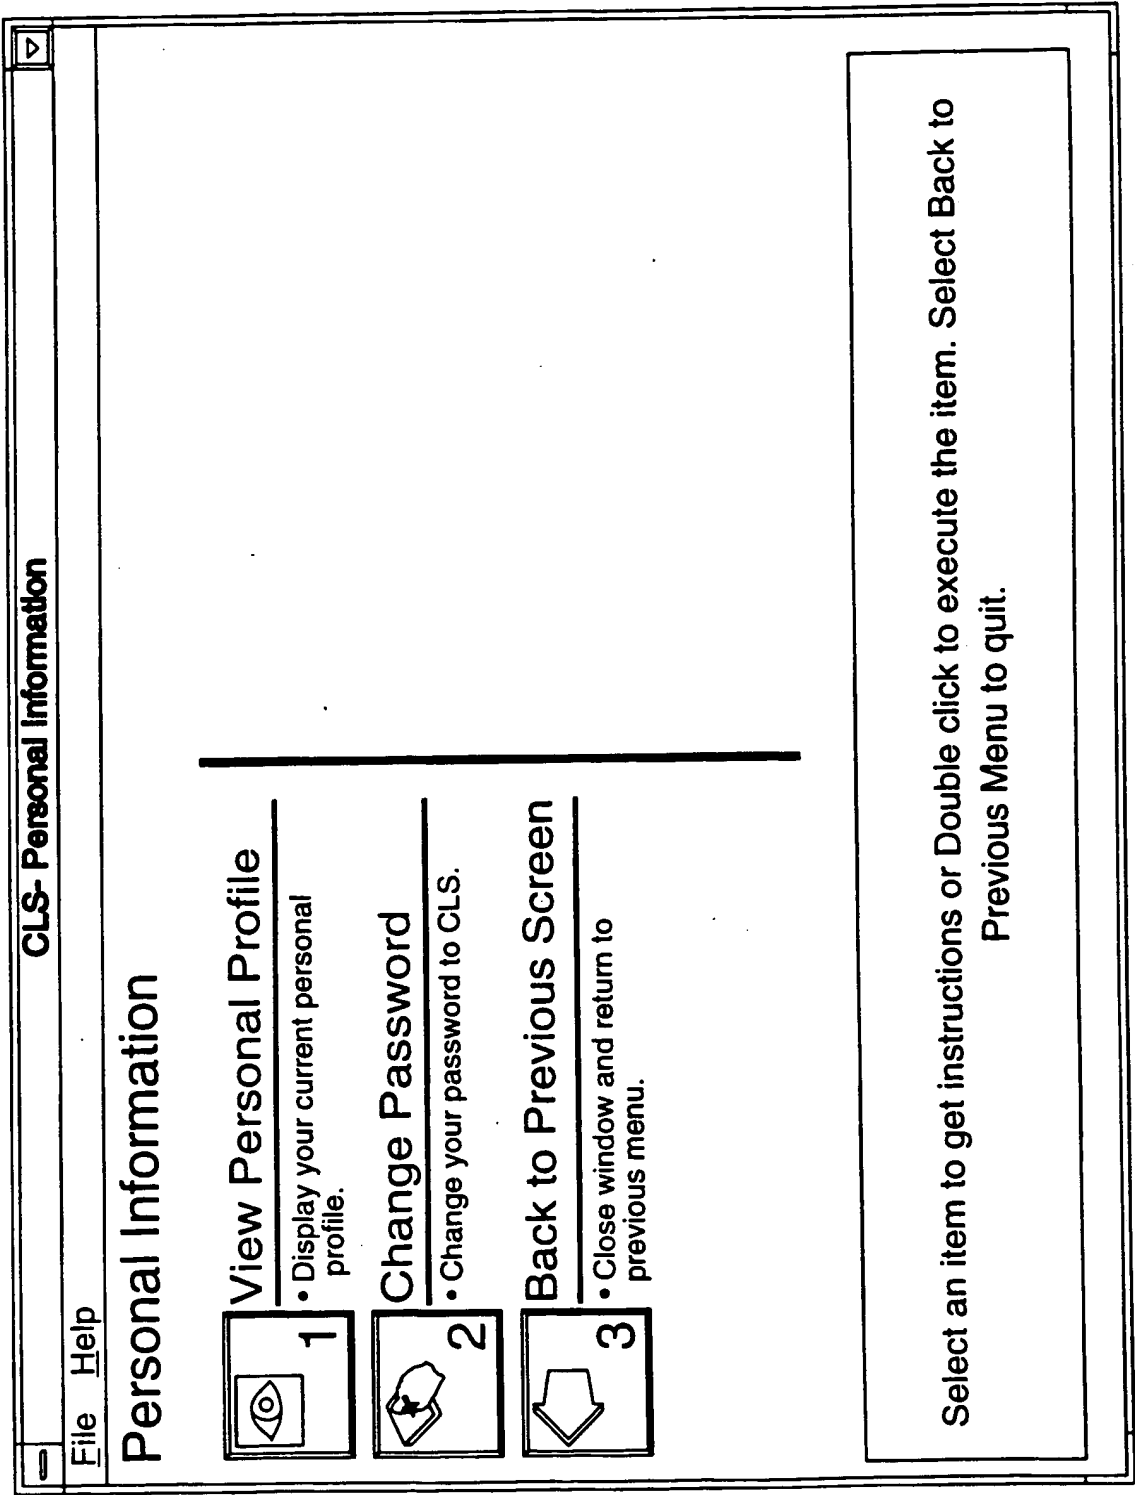 CLS- Personal Information
File Help
Personal Information
1
View Personal Profile
• Display your current personal
profile.
2
Change Password
• Change your password to CLS.
3
Back to Previous Screen
• Close window and return to
previous menu.
Select an item to get instructions or Double click to execute the item. Select Back to
Previous Menu to quit.